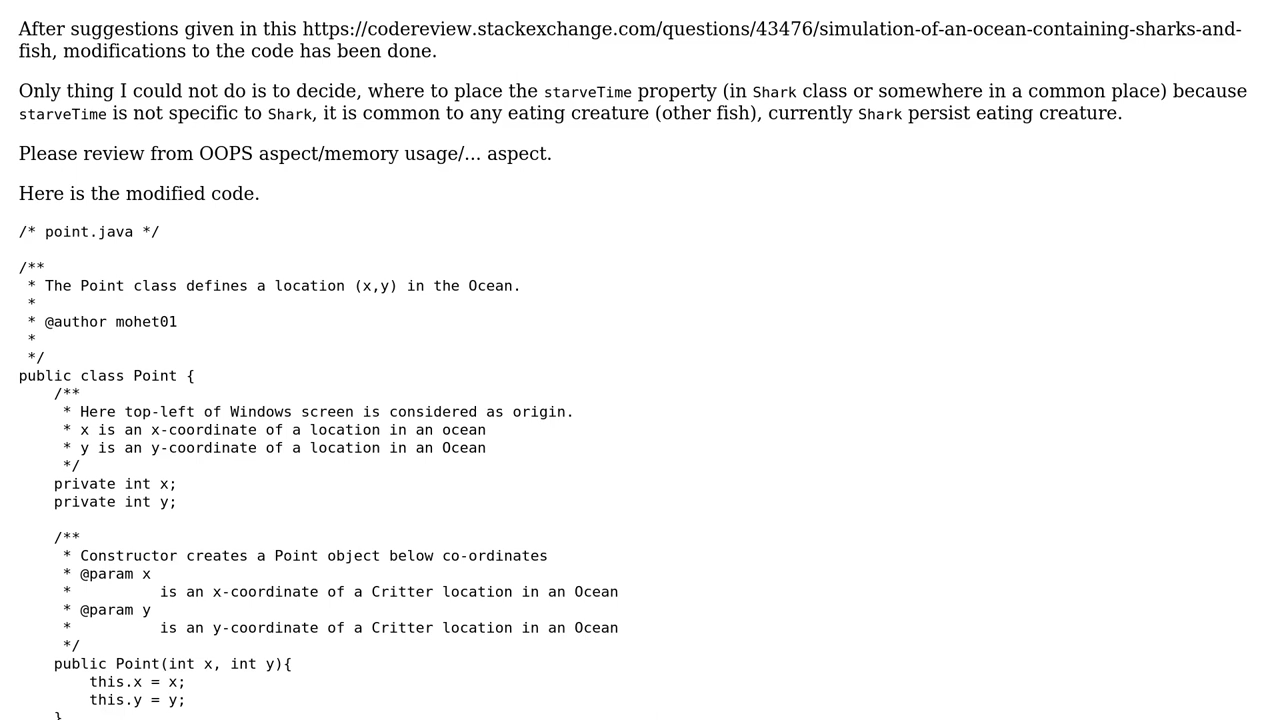 After suggestions given in this https://codereview.stackexchange.com/questions/43476/simulation-of-an-ocean-containing-sharks-and-
fish, modifications to the code has been done.
Only thing I could not do is to decide, where to place the starveTime property (in Shark class or somewhere in a common place) because
starveTime is not specific to Shark, it is common to any eating creature (other fish), currently Shark persist eating creature.
Please review from OOPS aspect/memory usage/... aspect.
Here is the modified code.
/* point.java */
/**
 * The Point class defines a location (x,y) in the Ocean.
 *
 * @author mohet01
 *
 */
public class Point {
    /**
     * Here top-left of Windows screen is considered as origin.
     * x is an x-coordinate of a location in an ocean
     * y is an y-coordinate of a location in an Ocean
     */
    private int x;
    private int y;
    /**
     * Constructor creates a Point object below co-ordinates
     * @param x
     *          is an x-coordinate of a Critter location in an Ocean
     * @param y
     *          is an y-coordinate of a Critter location in an Ocean
     */
    public Point(int x, int y){
        this.x = x;
        this.y = y;
    }